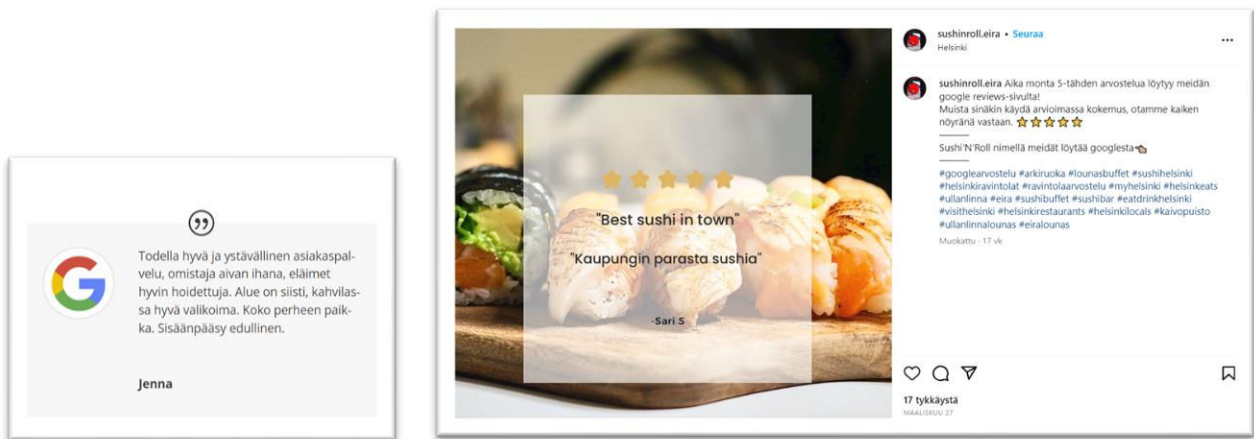 Todella hyvä ja ystävällinen asiakaspal-
velu, omistaja aivan ihana, eläimet
hyvin hoidettuja. Alue on siisti, kahvilas-
sa hyvä valikoima. Koko perheen paik-
ka. Sisäänpääsy edullinen.
Jenna
"Best sushi in town"
"Kaupungin parasta sushia"
-Sari S
sushinroll.eira • Seuraa
Helsinki
sushinroll.eira Aika monta 5-tähden arvostelua löytyy meidän
google reviews-sivulta!
Muista sinäkin käydä arvioimassa kokemus, otamme kaiken
nöyränä vastaan. ⭐⭐⭐⭐⭐
Sushi'N'Roll nimellä meidät löytää googlesta👈
#googlearvostelu #arkiruoka #lounasbuffet #sushihelsinki
#helsinkiravintolat #ravintolaarvostelu #myhelsinki #helsinkeats
#ullanlinna #eira #sushibuffet #sushibar #eatdrinkhelsinki
#visithelsinki #helsinkirestaurants #helsinkilocals #kaivopuisto
#ullanlinnalounas #eiralounas
Muokattu · 17 vk
17 tykkäystä
MAALISKUU 27